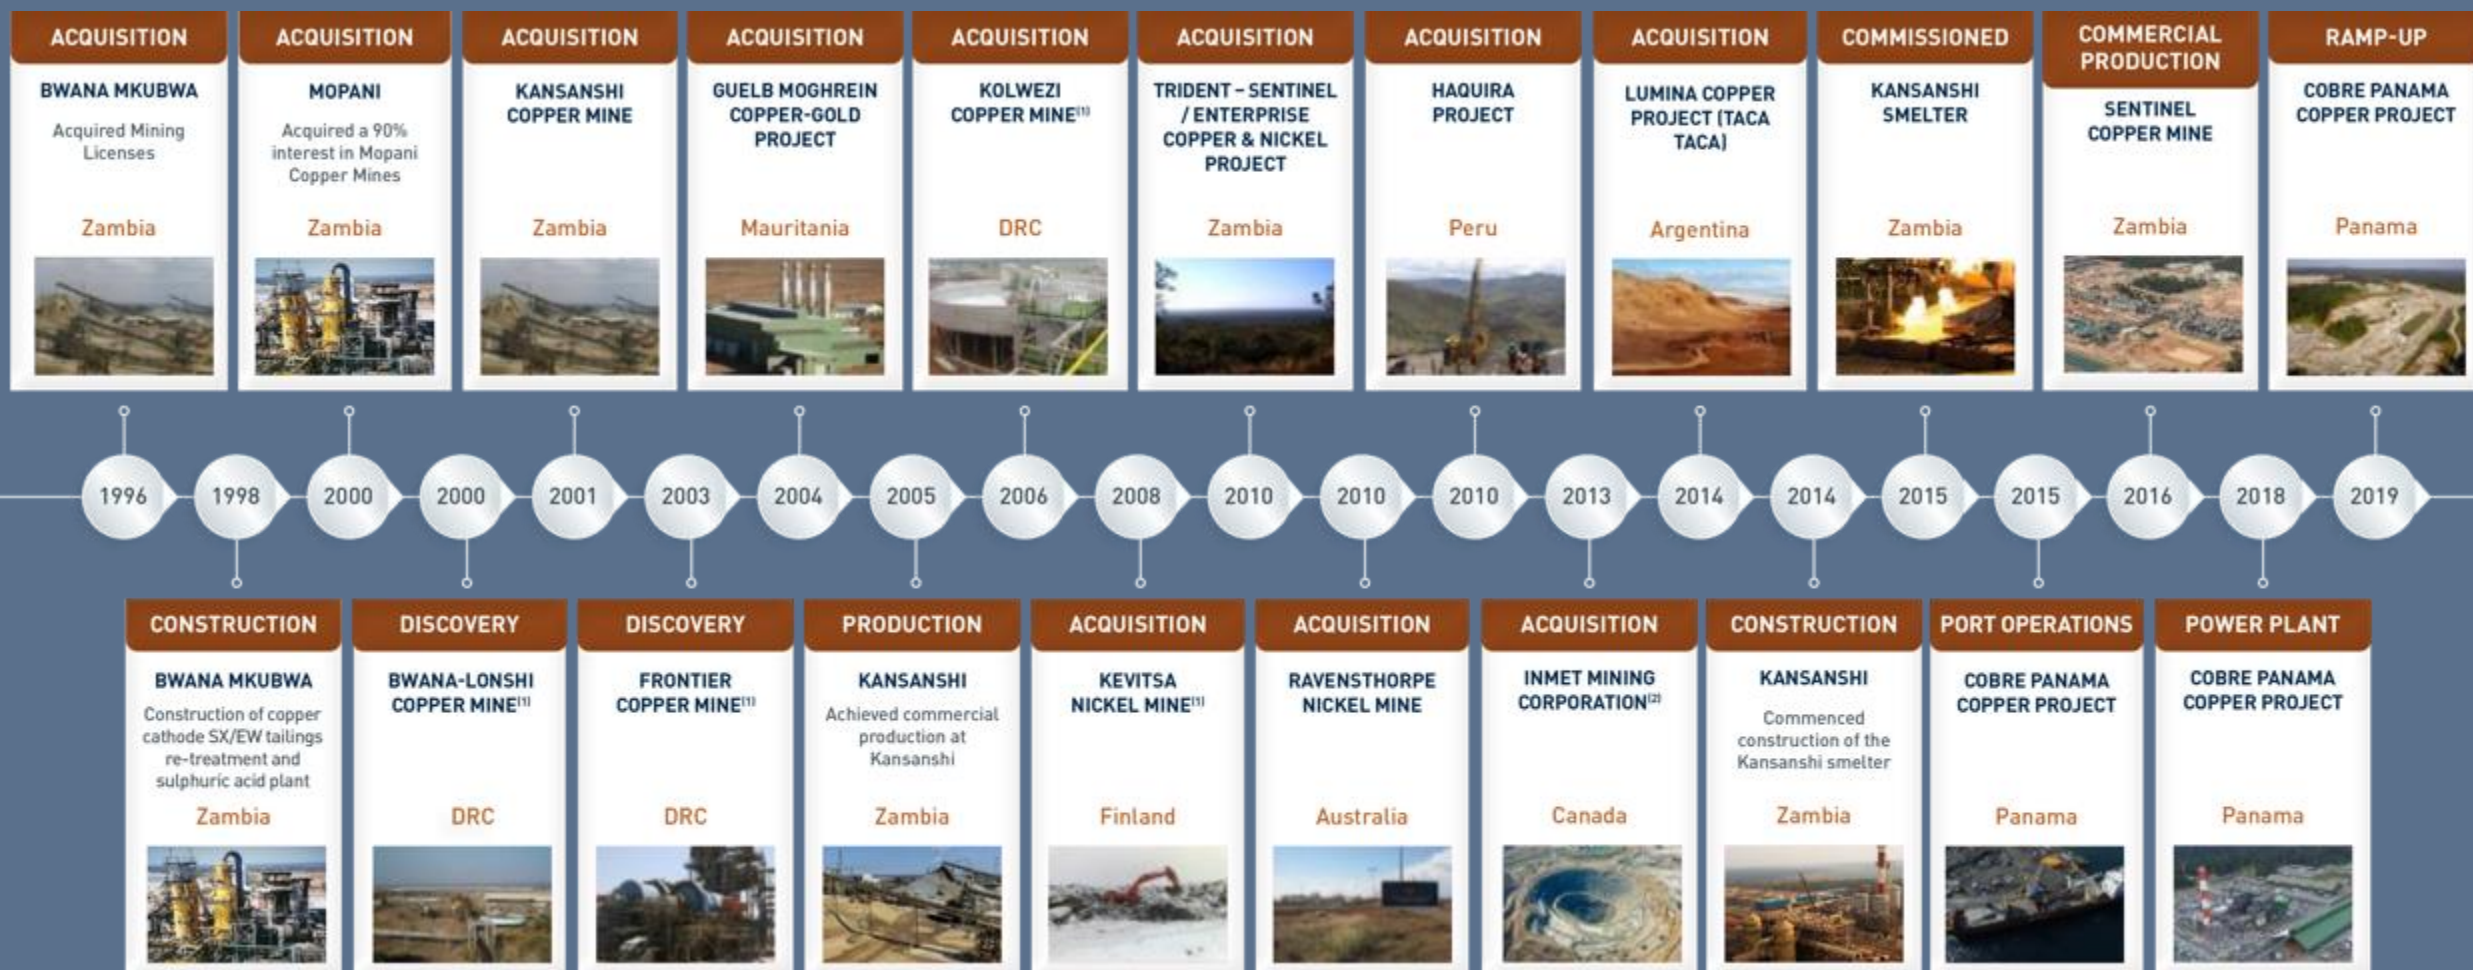 ACQUISITION
BWANA MKUBWA
Acquired Mining
Licenses
Zambia
ACQUISITION
MOPANI
Acquired a 90%
interest in Mopani
Copper Mines
Zambia
ACQUISITION
KANSANSHI
COPPER MINE
Zambia
ACQUISITION
GUELB MOGHREIN
COPPER-GOLD
PROJECT
Mauritania
ACQUISITION
KOLWEZI
COPPER MINE(1)
DRC
ACQUISITION
TRIDENT – SENTINEL
/ ENTERPRISE
COPPER & NICKEL
PROJECT
Zambia
ACQUISITION
HAQUIRA
PROJECT
Peru
ACQUISITION
LUMINA COPPER
PROJECT (TACA
TACA)
Argentina
COMMISSIONED
KANSANSHI
SMELTER
Zambia
COMMERCIAL
PRODUCTION
SENTINEL
COPPER MINE
Zambia
RAMP-UP
COBRE PANAMA
COPPER PROJECT
Panama
1996
1998
2000
2000
2001
2003
2004
2005
2006
2008
2010
2010
2010
2013
2014
2014
2015
2015
2016
2018
2019
CONSTRUCTION
BWANA MKUBWA
Construction of copper
cathode SX/EW tailings
re-treatment and
sulphuric acid plant
Zambia
DISCOVERY
BWANA-LONSHI
COPPER MINE(1)
DRC
DISCOVERY
FRONTIER
COPPER MINE(1)
DRC
PRODUCTION
KANSANSHI
Achieved commercial
production at
Kansanshi
Zambia
ACQUISITION
KEVITSA
NICKEL MINE(1)
Finland
ACQUISITION
RAVENSTHORPE
NICKEL MINE
Australia
ACQUISITION
INMET MINING
CORPORATION(2)
Canada
CONSTRUCTION
KANSANSHI
Commenced
construction of the
Kansanshi smelter
Zambia
PORT OPERATIONS
COBRE PANAMA
COPPER PROJECT
Panama
POWER PLANT
COBRE PANAMA
COPPER PROJECT
Panama